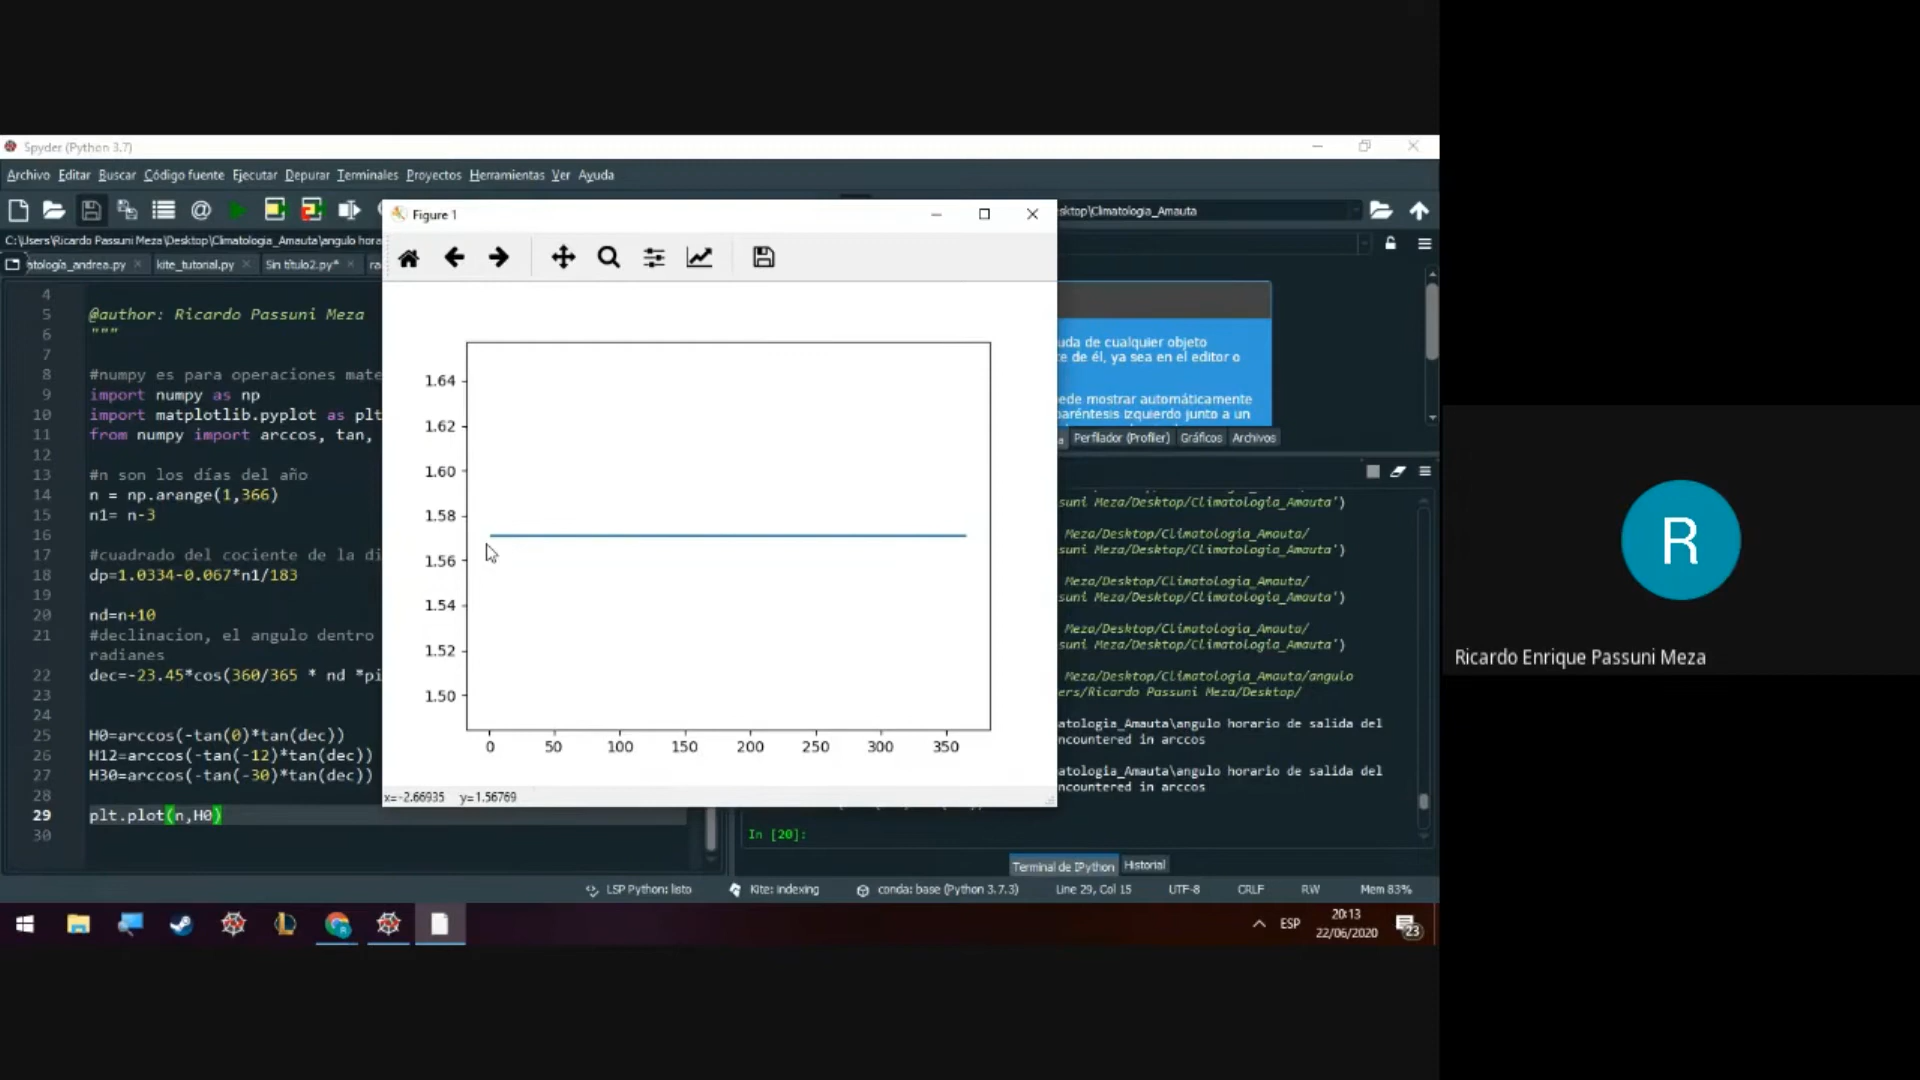 Spyder (Python 3.7)
Archivo Editar Buscar Código fuente Ejecutar Depurar Terminales Proyectos Herramientas Ver Ayuda
sktop\Climatologia_Amauta
C:\Users\Ricardo Passuni Meza\Desktop\Climatologia_Amauta\angulo hora
atología_andrea.py kite_tutorial.py Sin título2.py* ra
4
5 @author: Ricardo Passuni Meza
6 """
7
8 #numpy es para operaciones mate
9 import numpy as np
10 import matplotlib.pyplot as plt
11 from numpy import arccos, tan,
12
13 #n son los días del año
14 n = np.arange(1,366)
15 n1= n-3
16
17 #cuadrado del cociente de la di
18 dp=1.0334-0.067*n1/183
19
20 nd=n+10
21 #declinacion, el angulo dentro
radianes
22 dec=-23.45*cos(360/365 * nd *pi
23
24
25 H0=arccos(-tan(0)*tan(dec))
26 H12=arccos(-tan(-12)*tan(dec))
27 H30=arccos(-tan(-30)*tan(dec))
28
29 plt.plot(n,H0)
30
Figure 1
1.64
1.62
1.60
1.58
1.56
1.54
1.52
1.50
0 50 100 150 200 250 300 350
x=-2.66935 y=1.56769
uda de cualquier objeto
te de él, ya sea en el editor o
ede mostrar automáticamente
paréntesis izquierdo junto a un
a Perfilador (Profiler) Gráficos Archivos
suni Meza/Desktop/Climatologia_Amauta')
Meza/Desktop/Climatologia_Amauta/
suni Meza/Desktop/Climatologia_Amauta')
Meza/Desktop/Climatologia_Amauta/
suni Meza/Desktop/Climatologia_Amauta')
Meza/Desktop/Climatologia_Amauta/
suni Meza/Desktop/Climatologia_Amauta')
Meza/Desktop/Climatologia_Amauta/angulo
ers/Ricardo Passuni Meza/Desktop/
atologia_Amauta\angulo horario de salida del
ncountered in arccos
atologia_Amauta\angulo horario de salida del
ncountered in arccos
In [20]:
Terminal de IPython Historial
LSP Python: listo Kite: indexing conda: base (Python 3.7.3) Line 29, Col 15 UTF-8 CRLF RW Mem 83%
ESP
20:13
22/06/2020
23
R
Ricardo Enrique Passuni Meza